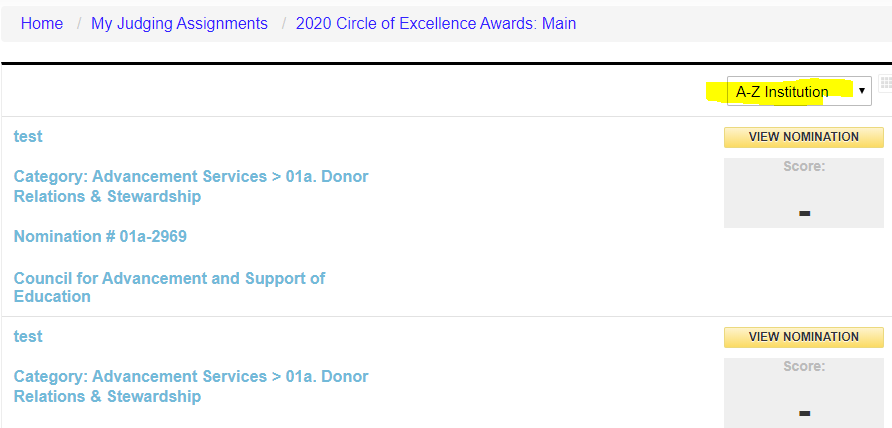 Home / My Judging Assignments / 2020 Circle of Excellence Awards: Main
A-Z Institution
test
VIEW NOMINATION
Score:
-
Category: Advancement Services > 01a. Donor
Relations & Stewardship
Nomination # 01a-2969
Council for Advancement and Support of
Education
test
VIEW NOMINATION
Score:
-
Category: Advancement Services > 01a. Donor
Relations & Stewardship